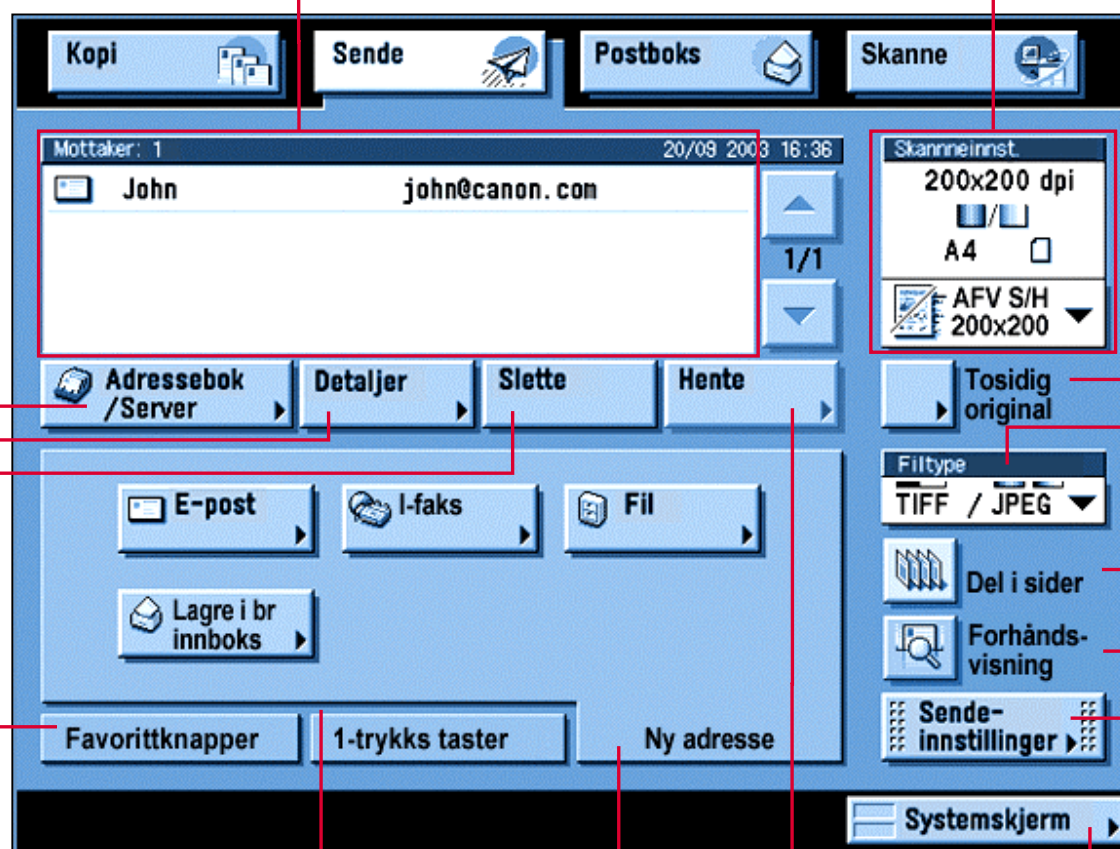 Kopi
Sende
Postboks
Skanne
Mottaker: 1
20/09 2003 16:36
John john@canon.com
1/1
Skannneinnst.
200x200 dpi
/
A4
AFV S/H
200x200
Adressebok
/Server
Detaljer
Slette
Hente
Tosidig
original
E-post
I-faks
Fil
Lagre i br
innboks
Filtype
TIFF / JPEG
Del i sider
Forhånds-
visning
Sende-
innstillinger
Favorittknapper
1-trykks taster
Ny adresse
Systemskjerm